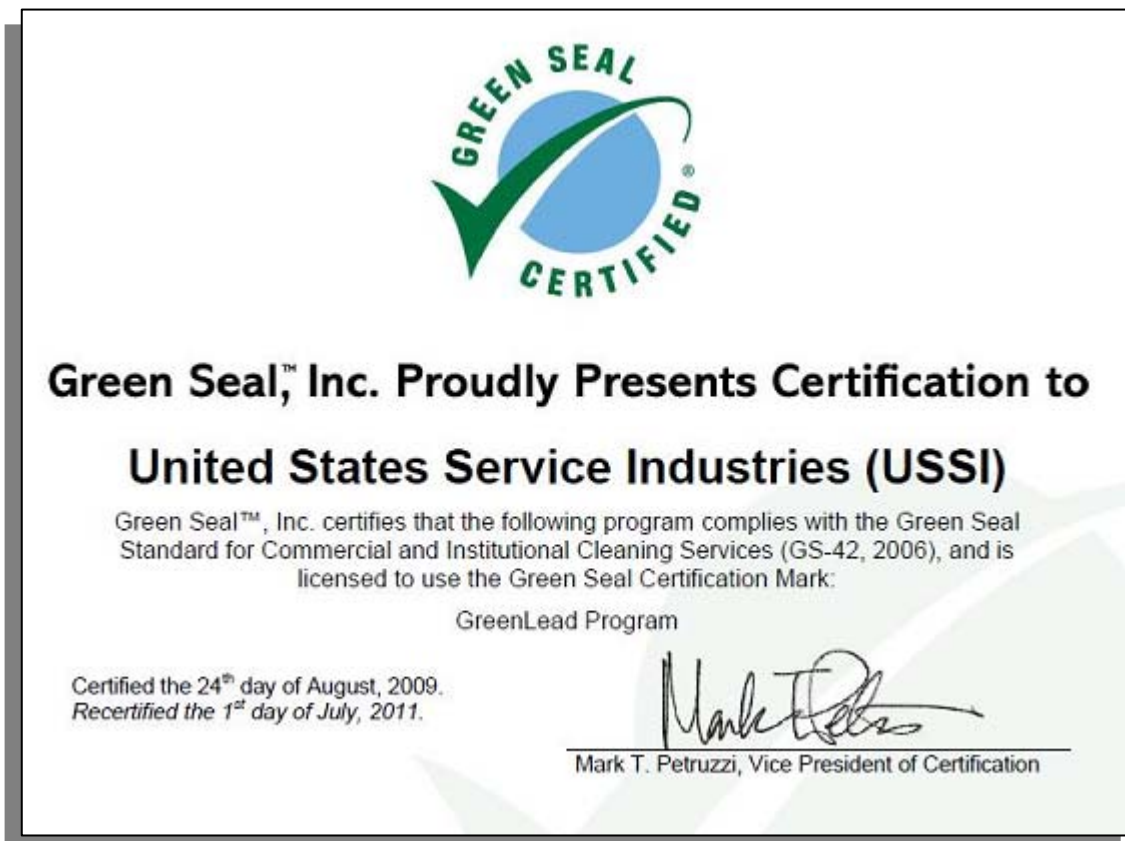 GREEN SEAL
CERTIFIED®
Green Seal,™ Inc. Proudly Presents Certification to
United States Service Industries (USSI)
Green Seal™, Inc. certifies that the following program complies with the Green Seal
Standard for Commercial and Institutional Cleaning Services (GS-42, 2006), and is
licensed to use the Green Seal Certification Mark:
GreenLead Program
Certified the 24th day of August, 2009.
Recertified the 1st day of July, 2011.
Mark T. Petruzzi, Vice President of Certification